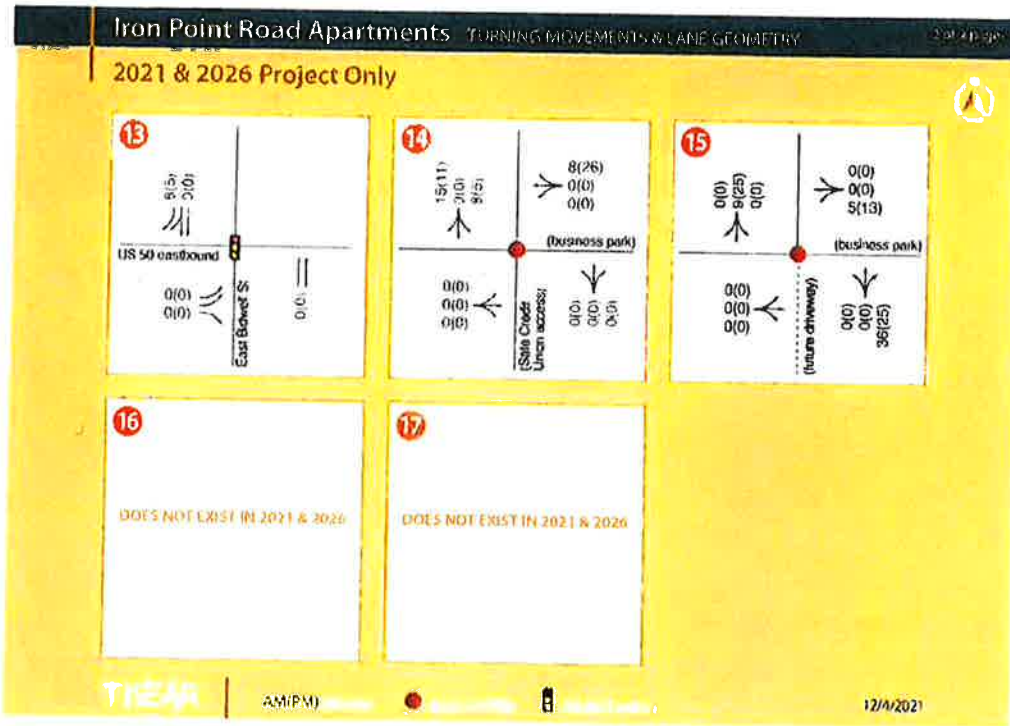 Iron Point Road Apartments TURNING MOVEMENTS & LANE GEOMETRY
2021 & 2026 Project Only
13
0(0)
US 50 eastbound
0(0)
0(0)
0(0)
East Bidwell St
14
15(11)
0(0)
8(26)
0(0)
0(0)
(business park)
0(0)
0(0)
0(0)
(Safe Credit
Union access)
0(0)
0(0)
0(0)
15
0(0)
9(25)
0(0)
0(0)
0(0)
5(13)
(business park)
0(0)
0(0)
0(0)
(future driveway)
0(0)
0(0)
36(25)
16
DOES NOT EXIST IN 2021 & 2026
17
DOES NOT EXIST IN 2021 & 2026
AM(PM)
12/4/2021